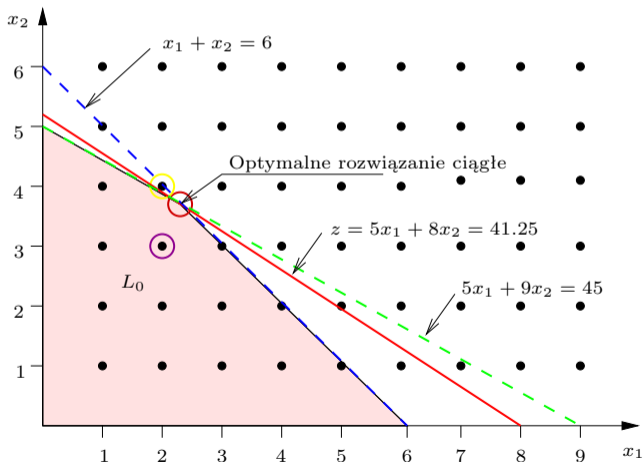 x₂
x₁ + x₂ = 6
6
5
Optymalne rozwiązanie ciągłe
4
z = 5x₁ + 8x₂ = 41.25
3
L₀
5x₁ + 9x₂ = 45
2
1
1 2 3 4 5 6 7 8 9
x₁